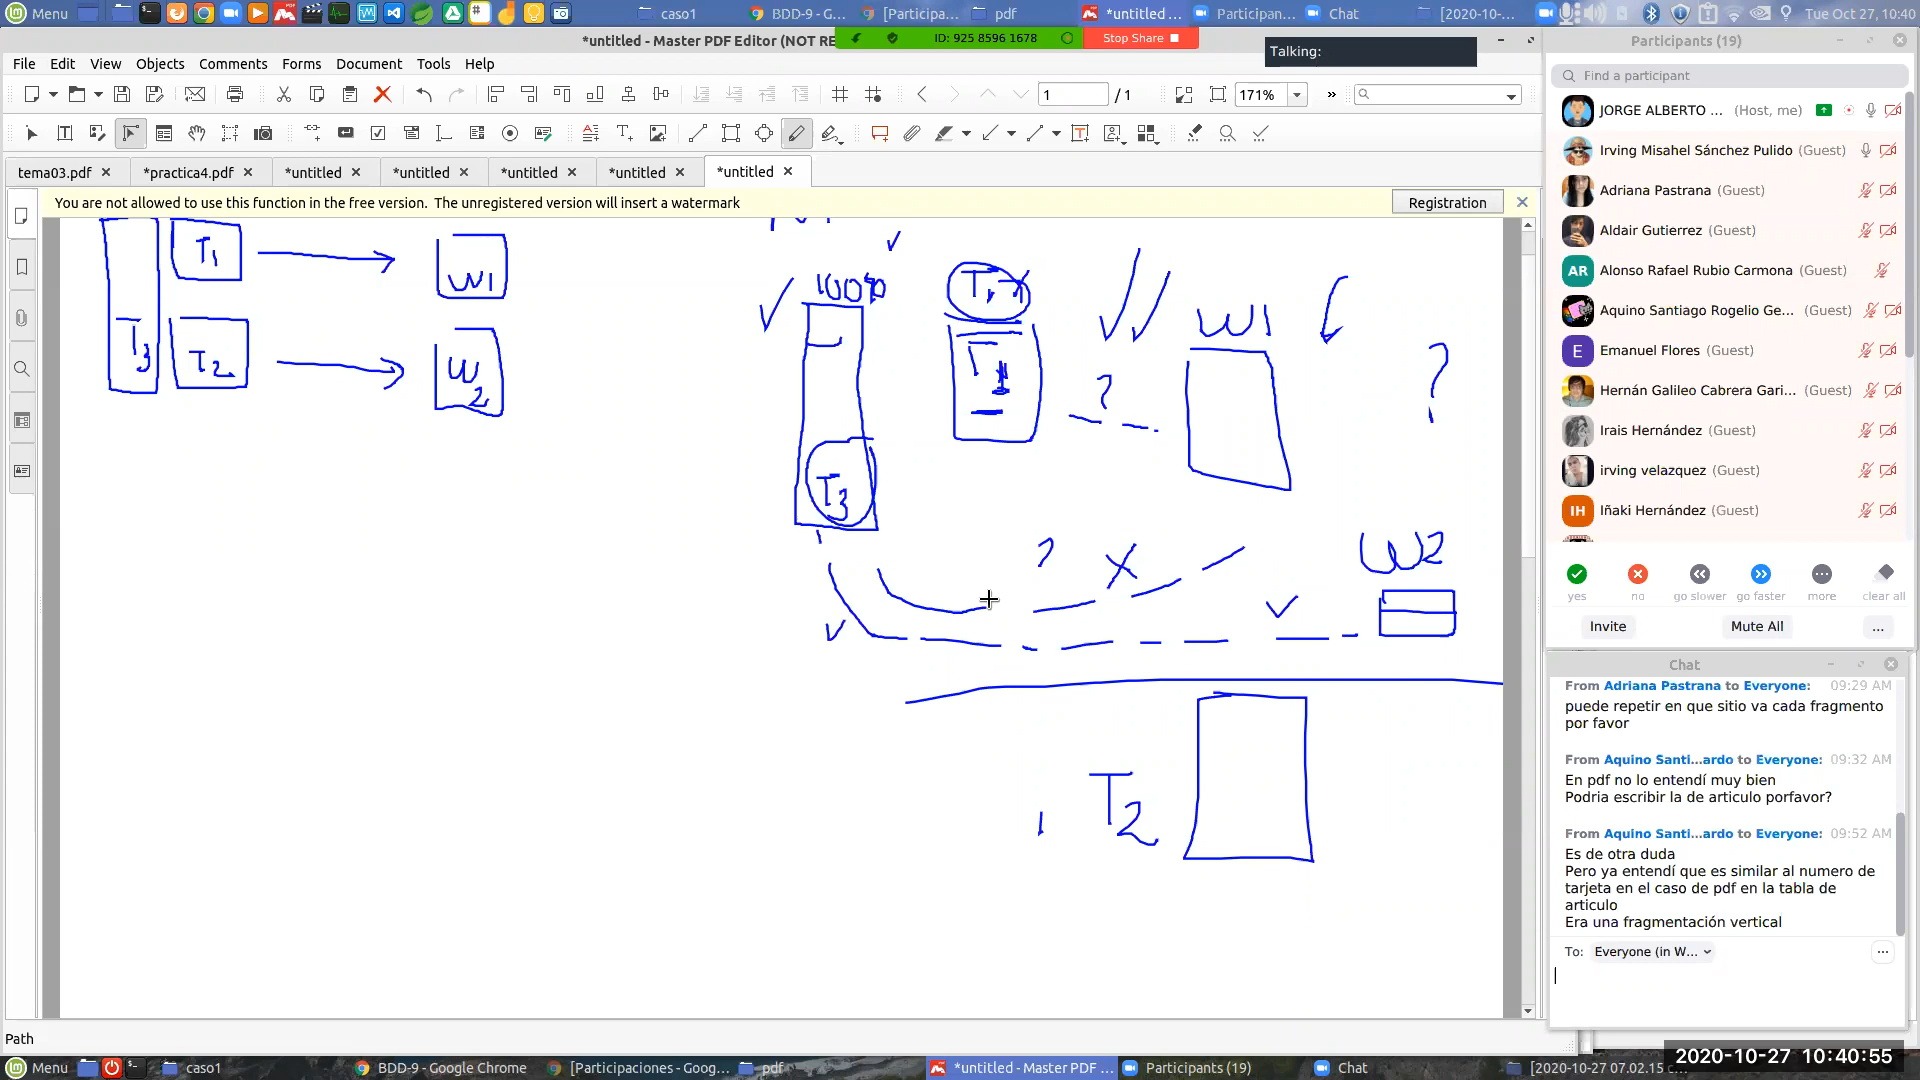 Menu
caso1
BDD-9 - G...
[Participa...
pdf
*untitled ...
Participan...
Chat
[2020-10-...
Tue Oct 27, 10:40
*untitled - Master PDF Editor (NOT RE
ID: 925 8596 1678
Stop Share
Talking:
File Edit View Objects Comments Forms Document Tools Help
1 / 1
171%
tema03.pdf
*practica4.pdf
*untitled
*untitled
*untitled
*untitled
*untitled
You are not allowed to use this function in the free version. The unregistered version will insert a watermark
Registration
T1
W1
T3
T2
W2
T3
W1
?
?
?
W2
T2
Path
Participants (19)
Find a participant
JORGE ALBERTO ... (Host, me)
Irving Misahel Sánchez Pulido (Guest)
Adriana Pastrana (Guest)
Aldair Gutierrez (Guest)
AR Alonso Rafael Rubio Carmona (Guest)
Aquino Santiago Rogelio Ge... (Guest)
E Emanuel Flores (Guest)
Hernán Galileo Cabrera Gari... (Guest)
Irais Hernández (Guest)
irving velazquez (Guest)
IH Iñaki Hernández (Guest)
yes no go slower go faster more clear all
Invite Mute All ...
Chat
From Adriana Pastrana to Everyone: 09:29 AM
puede repetir en que sitio va cada fragmento
por favor
From Aquino Santi...ardo to Everyone: 09:32 AM
En pdf no lo entendí muy bien
Podria escribir la de articulo porfavor?
From Aquino Santi...ardo to Everyone: 09:52 AM
Es de otra duda
Pero ya entendí que es similar al numero de
tarjeta en el caso de pdf en la tabla de
articulo
Era una fragmentación vertical
To: Everyone (in W...
Menu
caso1
BDD-9 - Google Chrome
[Participaciones - Goog...
pdf
*untitled - Master PDF ...
Participants (19)
Chat
[2020-10-27 07.02.15 c...
2020-10-27 10:40:55